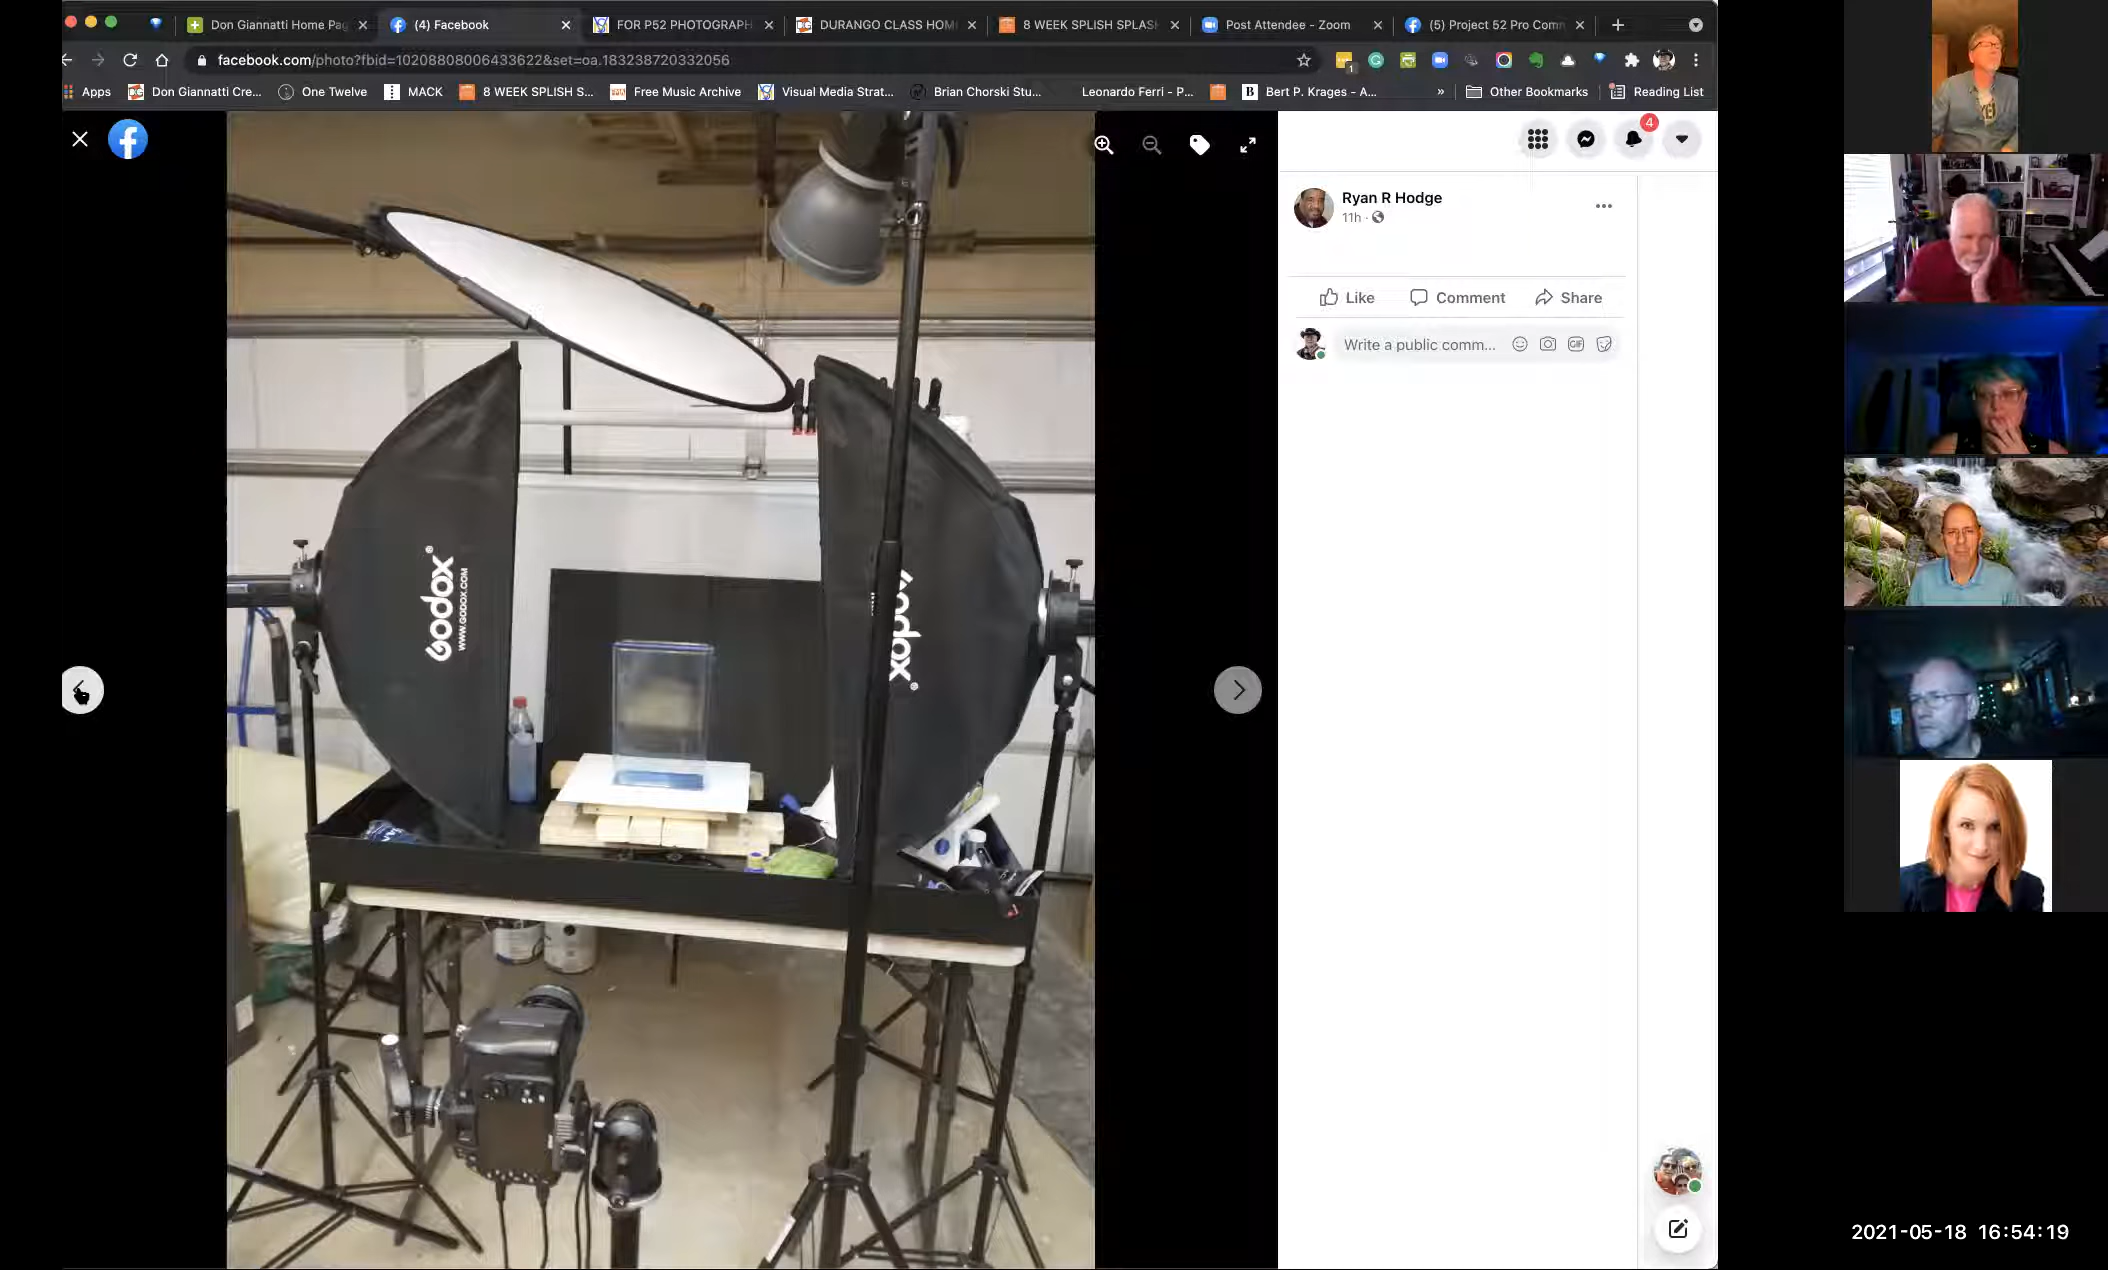 Don Giannatti Home Pag
(4) Facebook
FOR P52 PHOTOGRAPH
DURANGO CLASS HOM
8 WEEK SPLISH SPLASH
Post Attendee - Zoom
(5) Project 52 Pro Comm
facebook.com/photo?fbid=10208808006433622&set=oa.183238720332056
1
Apps
Don Giannatti Cre...
One Twelve
MACK
8 WEEK SPLISH S...
Free Music Archive
Visual Media Strat...
Brian Chorski Stu...
Leonardo Ferri - P...
B
Bert P. Krages - A...
»
Other Bookmarks
Reading List
4
Ryan R Hodge
11h ·
Like
Comment
Share
Write a public comm...
GIF
Godox®
WWW.GODOX.COM
Godox®
2021-05-18 16:54:19